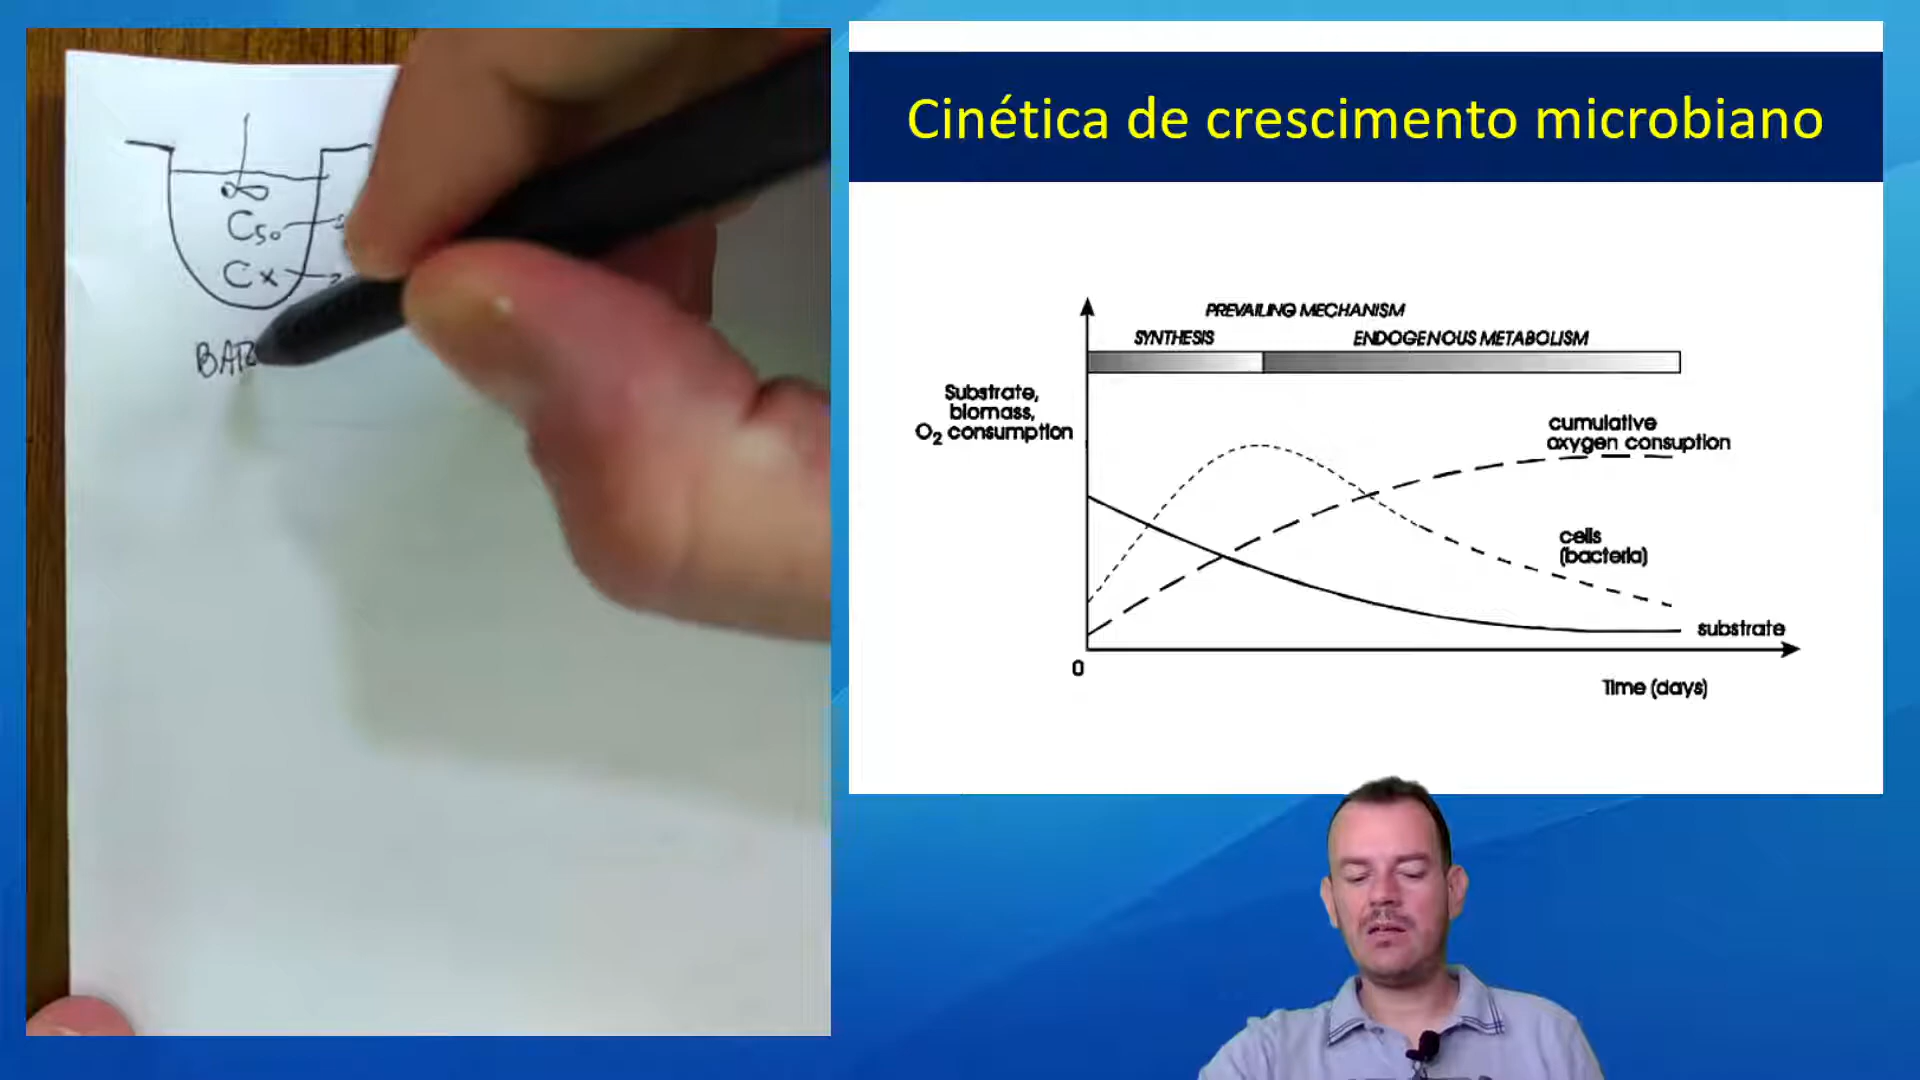 Cso
Cx
Cinética de crescimento microbiano
PREVAILING MECHANISM
SYNTHESIS
ENDOGENOUS METABOLISM
Substrate,
biomass,
O₂ consumption
cumulative
oxygen consuption
cells
(bacteria)
substrate
0
Time (days)